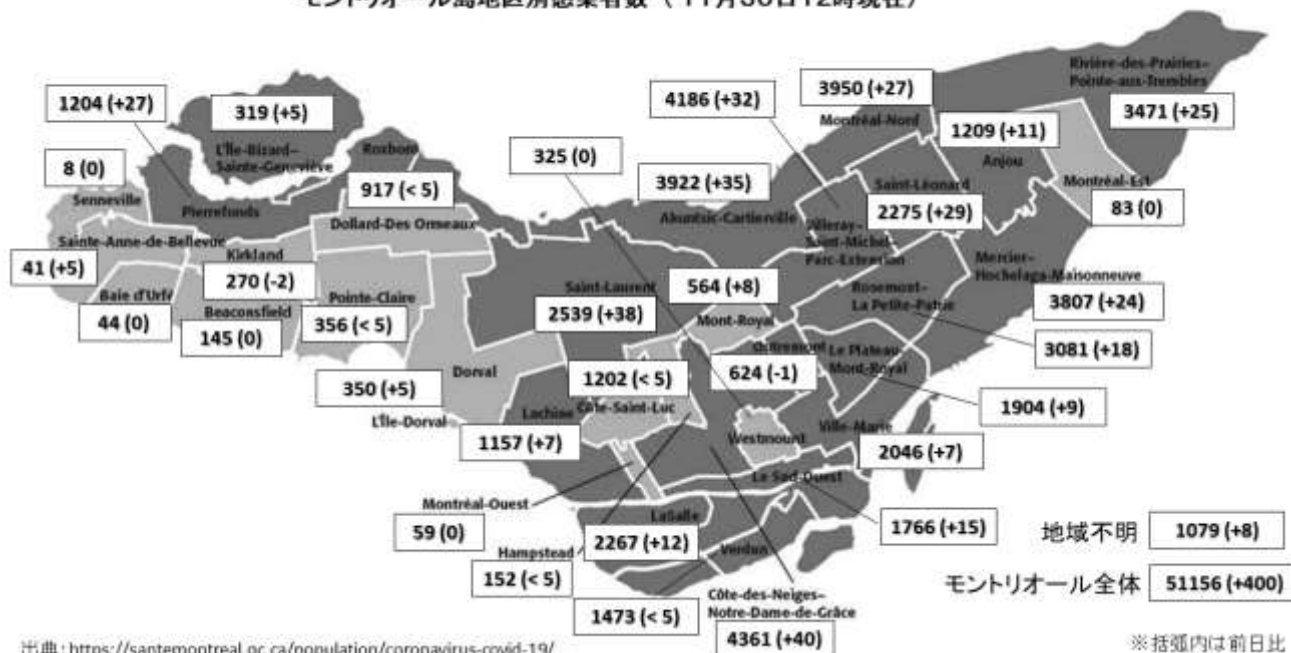 モントリオール島地区別感染者数（11月30日12時現在）
1204 (+27)
319 (+5)
L'Île-Bizard–
Sainte-Geneviève
Roxboro
8 (0)
Senneville
Pierrefonds
917 (< 5)
Dollard-Des Ormeaux
Sainte-Anne-de-Bellevue
41 (+5)
Kirkland
270 (-2)
Baie d'Urfé
44 (0)
Beaconsfield
145 (0)
Pointe-Claire
356 (< 5)
350 (+5)
Dorval
L'Île-Dorval
325 (0)
4186 (+32)
3950 (+27)
Montréal-Nord
1209 (+11)
Anjou
Rivière-des-Prairies–
Pointe-aux-Trembles
3471 (+25)
Montréal-Est
83 (0)
3922 (+35)
Ahuntsic-Cartierville
Saint-Léonard
2275 (+29)
Villeray–
Saint-Michel–
Parc-Extension
Mercier–
Hochelaga-Maisonneuve
3807 (+24)
Saint-Laurent
2539 (+38)
564 (+8)
Mont-Royal
Rosemont–
La Petite-Patrie
3081 (+18)
Outremont
624 (-1)
Le Plateau-
Mont-Royal
1904 (+9)
1202 (< 5)
Côte-Saint-Luc
Lachine
1157 (+7)
Westmount
Ville-Marie
2046 (+7)
Le Sud-Ouest
1766 (+15)
Montréal-Ouest
59 (0)
LaSalle
2267 (+12)
Hampstead
152 (< 5)
Verdun
1473 (< 5)
Côte-des-Neiges–
Notre-Dame-de-Grâce
4361 (+40)
地域不明 1079 (+8)
モントリオール全体 51156 (+400)
出典：https://santemontreal.qc.ca/population/coronavirus-covid-19/
※括弧内は前日比